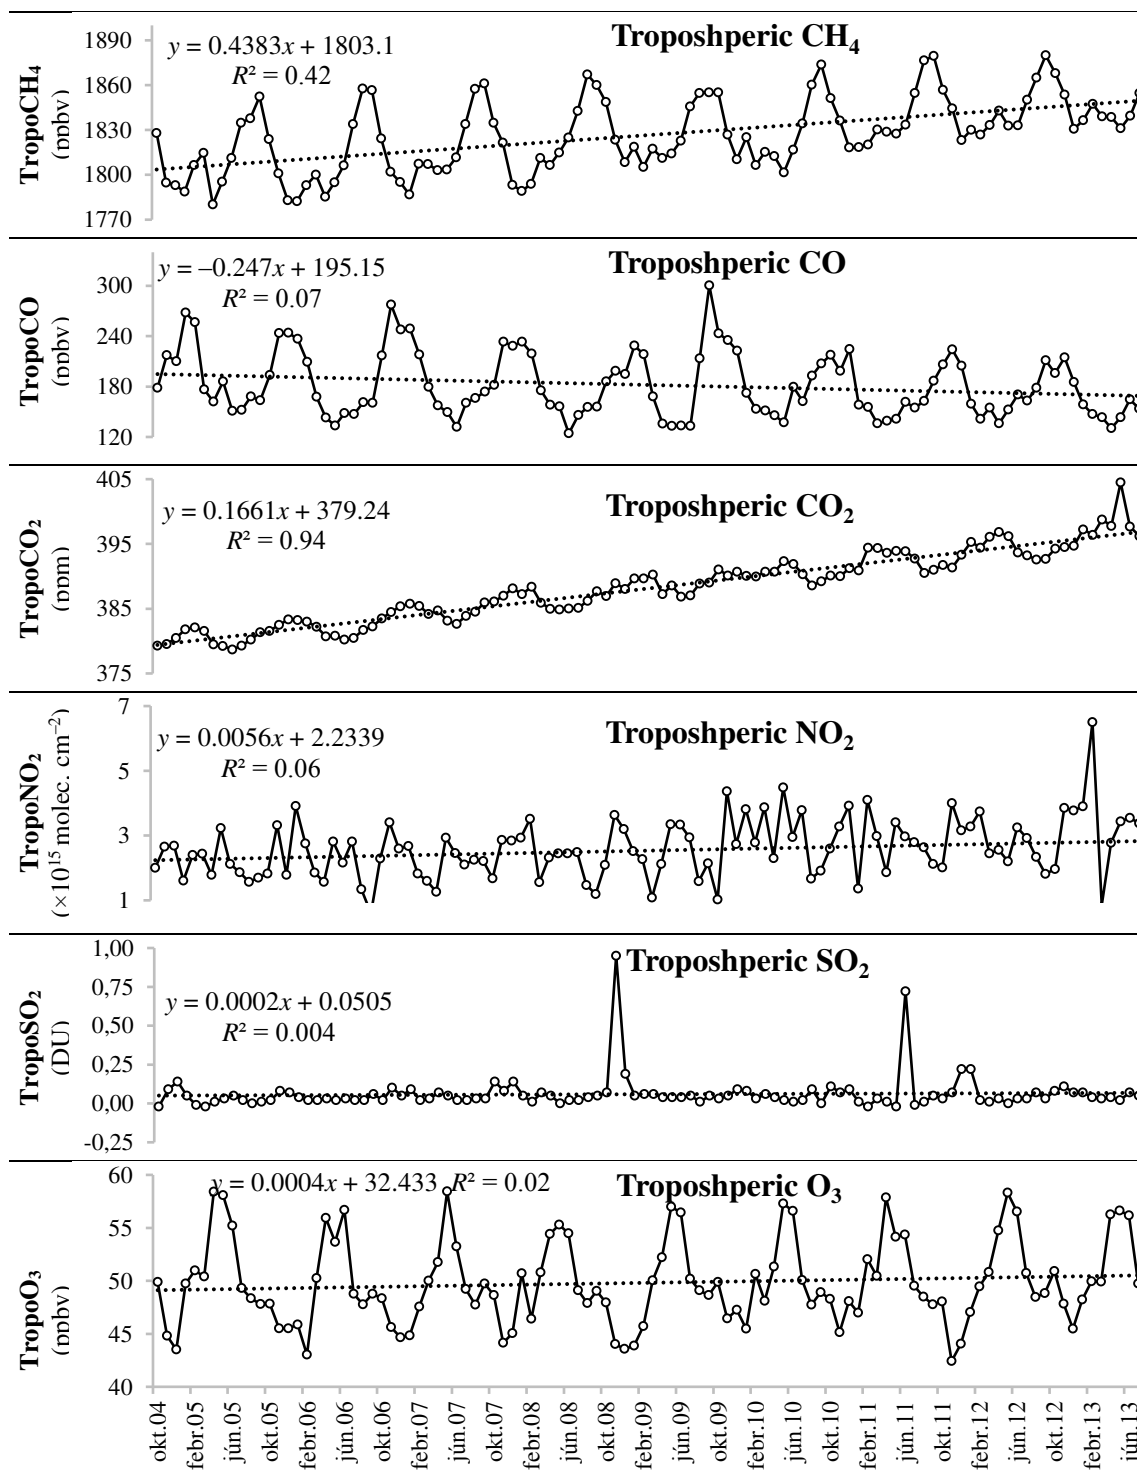 Troposhperic CH₄
y = 0.4383x + 1803.1
R² = 0.42
TropoCH₄
(ppbv)
1890
1860
1830
1800
1770
Troposhperic CO
y = –0.247x + 195.15
R² = 0.07
TropoCO
(ppbv)
300
240
180
120
Troposhperic CO₂
y = 0.1661x + 379.24
R² = 0.94
TropoCO₂
(ppm)
405
395
385
375
Troposhperic NO₂
y = 0.0056x + 2.2339
R² = 0.06
TropoNO₂
(×10¹⁵ molec. cm⁻²)
7
5
3
1
Troposhperic SO₂
y = 0.0002x + 0.0505
R² = 0.004
TropoSO₂
(DU)
1,00
0,75
0,50
0,25
0,00
-0,25
Troposhperic O₃
y = 0.0004x + 32.433 R² = 0.02
TropoO₃
(ppbv)
60
55
50
45
40
okt.04
febr.05
jún.05
okt.05
febr.06
jún.06
okt.06
febr.07
jún.07
okt.07
febr.08
jún.08
okt.08
febr.09
jún.09
okt.09
febr.10
jún.10
okt.10
febr.11
jún.11
okt.11
febr.12
jún.12
okt.12
febr.13
jún.13